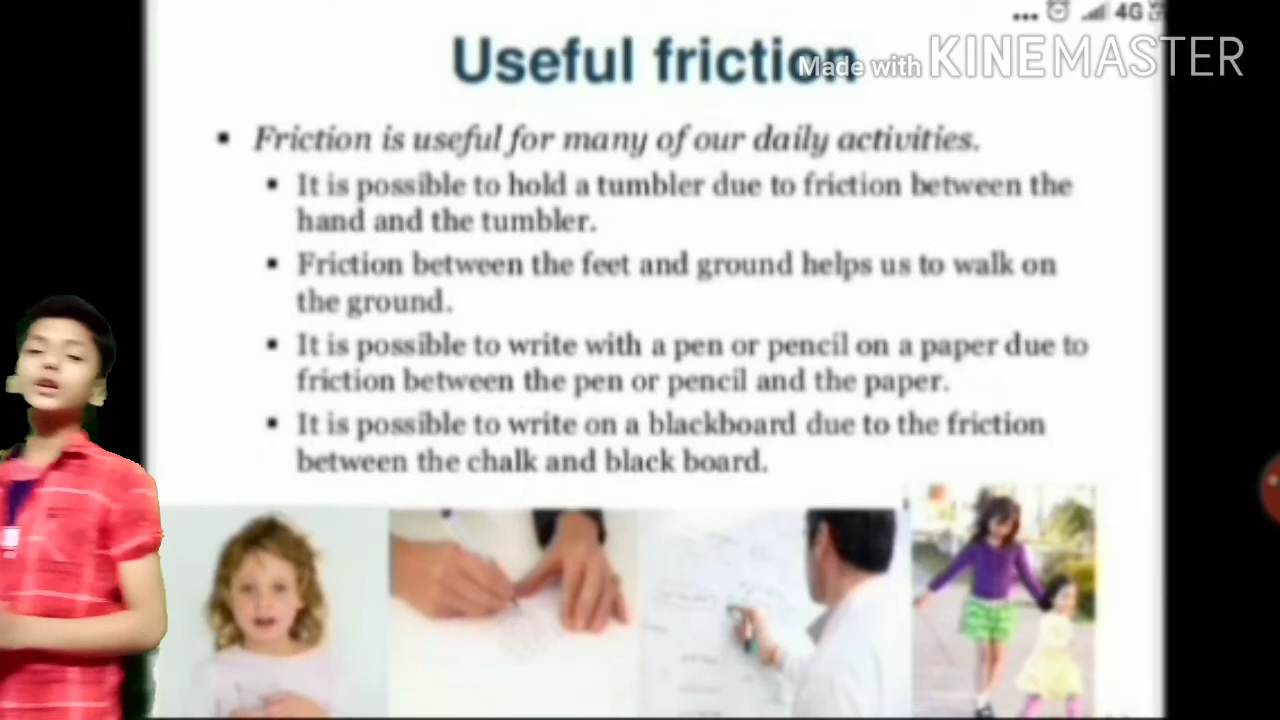 ... 4G
Useful friction
Made with KINEMASTER
▪ Friction is useful for many of our daily activities.
▪ It is possible to hold a tumbler due to friction between the
hand and the tumbler.
▪ Friction between the feet and ground helps us to walk on
the ground.
▪ It is possible to write with a pen or pencil on a paper due to
friction between the pen or pencil and the paper.
▪ It is possible to write on a blackboard due to the friction
between the chalk and black board.